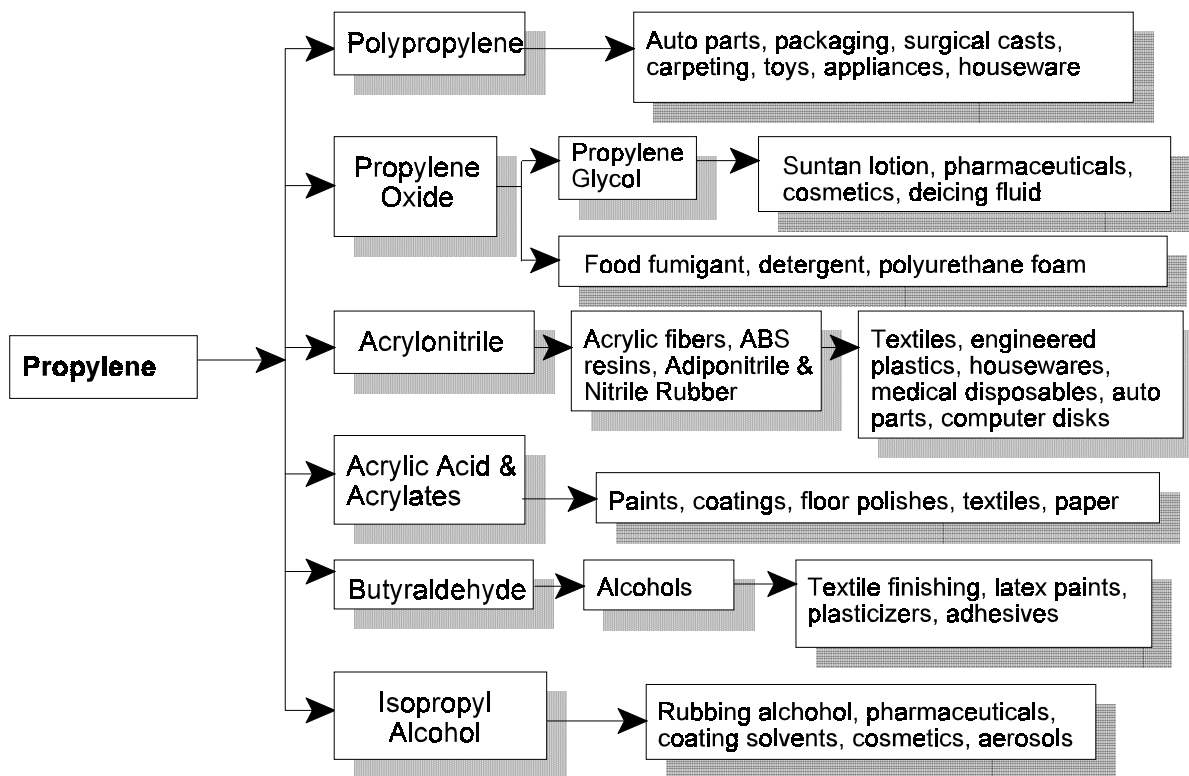 Polypropylene
Auto parts, packaging, surgical casts,
carpeting, toys, appliances, houseware
Propylene
Oxide
Propylene
Glycol
Suntan lotion, pharmaceuticals,
cosmetics, deicing fluid
Food fumigant, detergent, polyurethane foam
Propylene
Acrylonitrile
Acrylic fibers, ABS
resins, Adiponitrile &
Nitrile Rubber
Textiles, engineered
plastics, housewares,
medical disposables, auto
parts, computer disks
Acrylic Acid &
Acrylates
Paints, coatings, floor polishes, textiles, paper
Butyraldehyde
Alcohols
Textile finishing, latex paints,
plasticizers, adhesives
Isopropyl
Alcohol
Rubbing alchohol, pharmaceuticals,
coating solvents, cosmetics, aerosols